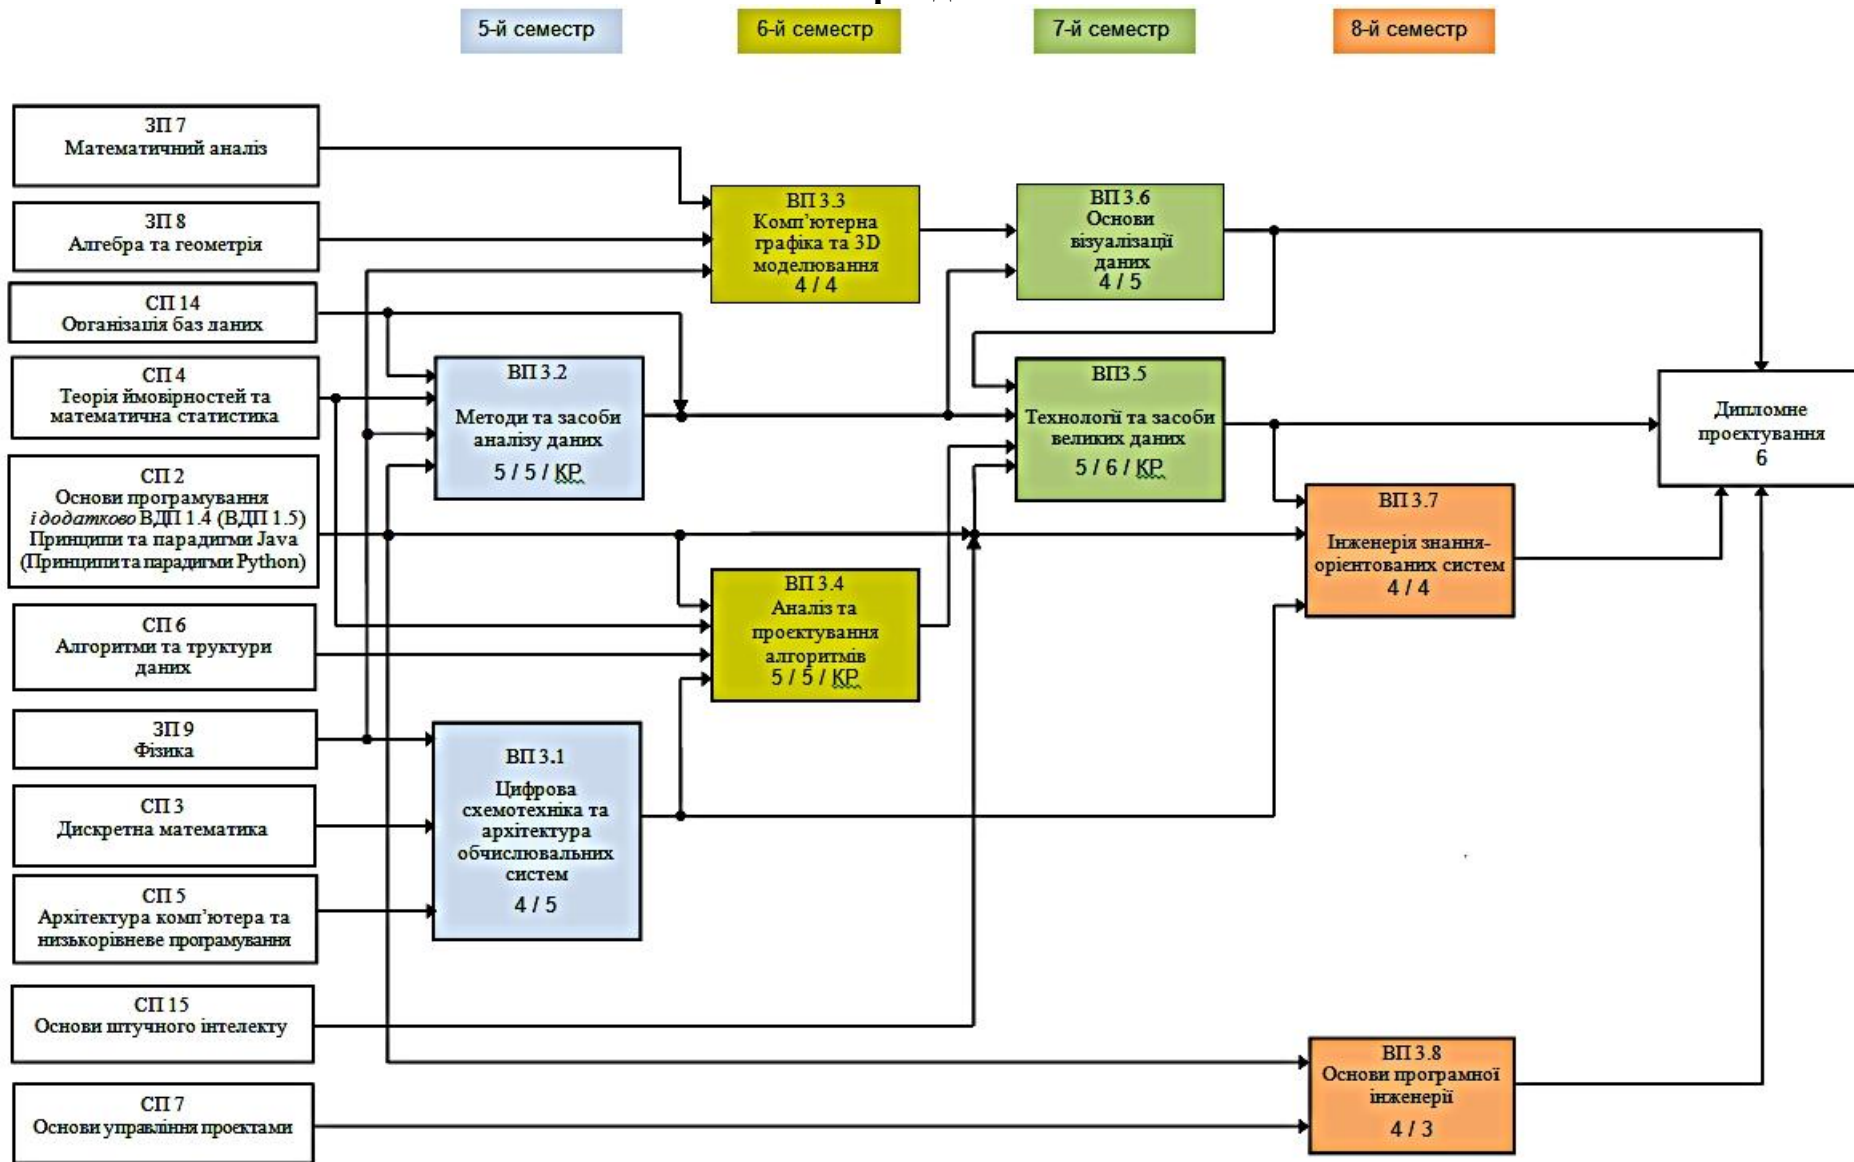 5-й семестр
6-й семестр
7-й семестр
8-й семестр
ЗП 7
Математичний аналіз
ЗП 8
Алгебра та геометрія
СП 14
Організація баз даних
СП 4
Теорія ймовірностей та
математична статистика
СП 2
Основи програмування
і додатково ВДП 1.4 (ВДП 1.5)
Принципи та парадигми Java
(Принципи та парадигми Python)
СП 6
Алгоритми та труктури
даних
ЗП 9
Фізика
СП 3
Дискретна математика
СП 5
Архітектура комп’ютера та
низькорівневе програмування
СП 15
Основи штучного інтелекту
СП 7
Основи управління проєктами
ВП 3.2
Методи та засоби
аналізу даних
5 / 5 / КР
ВП 3.1
Цифрова
схемотехніка та
архітектура
обчислювальних
систем
4 / 5
ВП 3.3
Комп’ютерна
графіка та 3D
моделювання
4 / 4
ВП 3.4
Аналіз та
проєктування
алгоритмів
5 / 5 / КР
ВП 3.6
Основи
візуалізації
даних
4 / 5
ВП3.5
Технології та засоби
великих даних
5 / 6 / КР
ВП 3.7
Інженерія знання-
орієнтованих систем
4 / 4
ВП 3.8
Основи програмної
інженерії
4 / 3
Дипломне
проєктування
6